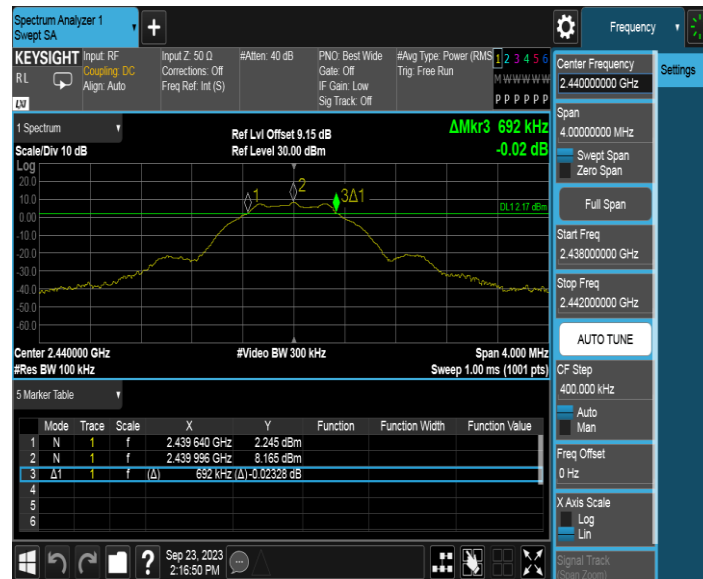 Spectrum Analyzer 1
Swept SA
+
Frequency
Settings
KEYSIGHT
RL
LXI
Input: RF
Coupling: DC
Align: Auto
Input Z: 50 Ω
Corrections: Off
Freq Ref: Int (S)
#Atten: 40 dB
PNO: Best Wide
Gate: Off
IF Gain: Low
Sig Track: Off
#Avg Type: Power (RMS
Trig: Free Run
1 2 3 4 5 6
M W W W W W
P P P P P P
1 Spectrum
Scale/Div 10 dB
Ref Lvl Offset 9.15 dB
Ref Level 30.00 dBm
ΔMkr3 692 kHz
-0.02 dB
Log
20.0
10.0
0.00
-10.0
-20.0
-30.0
-40.0
-50.0
-60.0
1
2
3Δ1
DL1 2.17 dBm
Center 2.440000 GHz
#Res BW 100 kHz
#Video BW 300 kHz
Span 4.000 MHz
Sweep 1.00 ms (1001 pts)
5 Marker Table
Mode Trace Scale X Y Function Function Width Function Value
1 N 1 f 2.439 640 GHz 2.245 dBm
2 N 1 f 2.439 996 GHz 8.165 dBm
3 Δ1 1 f (Δ) 692 kHz (Δ) -0.02328 dB
4
5
6
Center Frequency
2.440000000 GHz
Span
4.00000000 MHz
Swept Span
Zero Span
Full Span
Start Freq
2.438000000 GHz
Stop Freq
2.442000000 GHz
AUTO TUNE
CF Step
400.000 kHz
Auto
Man
Freq Offset
0 Hz
X Axis Scale
Log
Lin
Signal Track
(Span Zoom)
?
Sep 23, 2023
2:16:50 PM